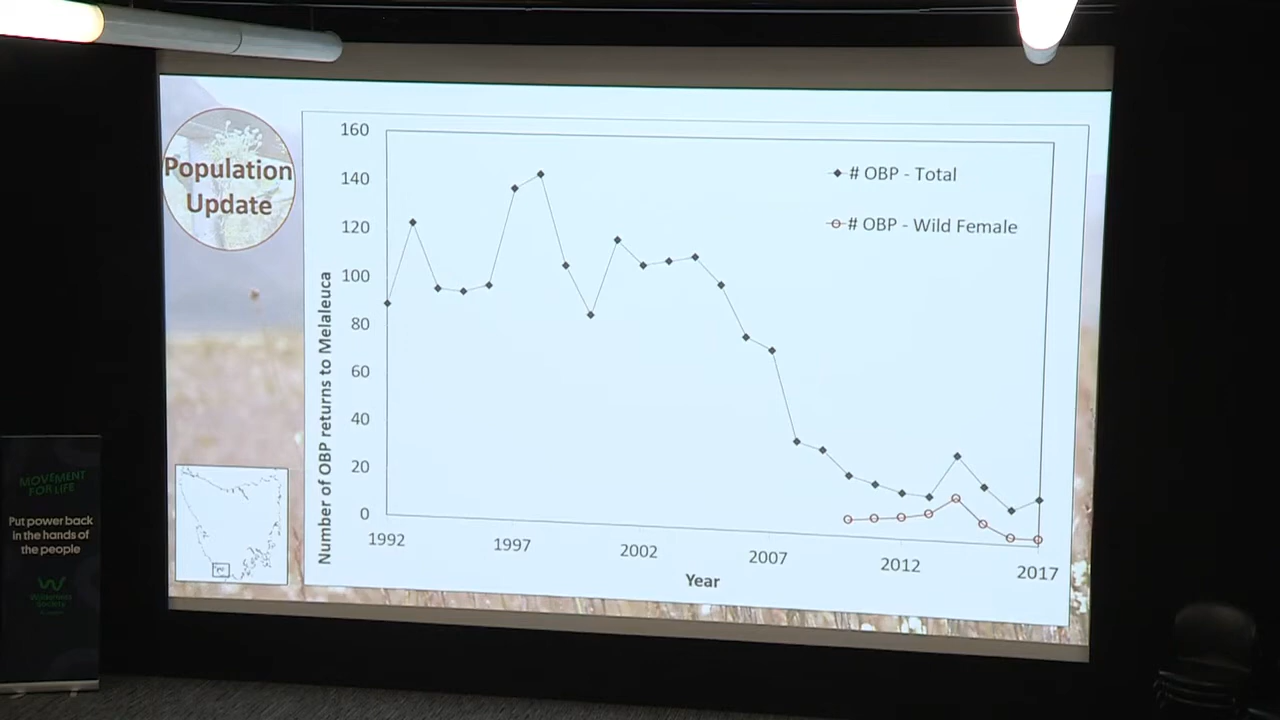 Population
Update
Number of OBP returns to Melaleuca
160
140
120
100
80
60
40
20
0
# OBP - Total
# OBP - Wild Female
1992
1997
2002
2007
2012
2017
Year
MOVEMENT
FOR LIFE
Put power back
in the hands of
the people
Wilderness
Society